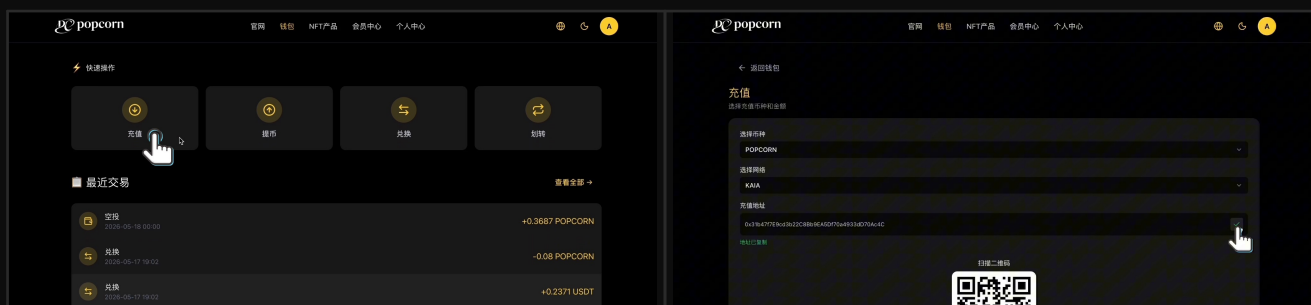 popcorn
官网 钱包 NFT产品 会员中心 个人中心
A
快速操作
充值 提币 兑换 划转
最近交易
查看全部 →
空投
2026-05-18 00:00
+0.3687 POPCORN
兑换
2026-05-17 19:02
-0.08 POPCORN
兑换
2026-05-17 19:02
+0.2371 USDT
popcorn
官网 钱包 NFT产品 会员中心 个人中心
A
← 返回钱包
充值
选择充值币种和金额
选择币种
POPCORN
选择网络
KAIA
充值地址
地址已复制
扫描二维码